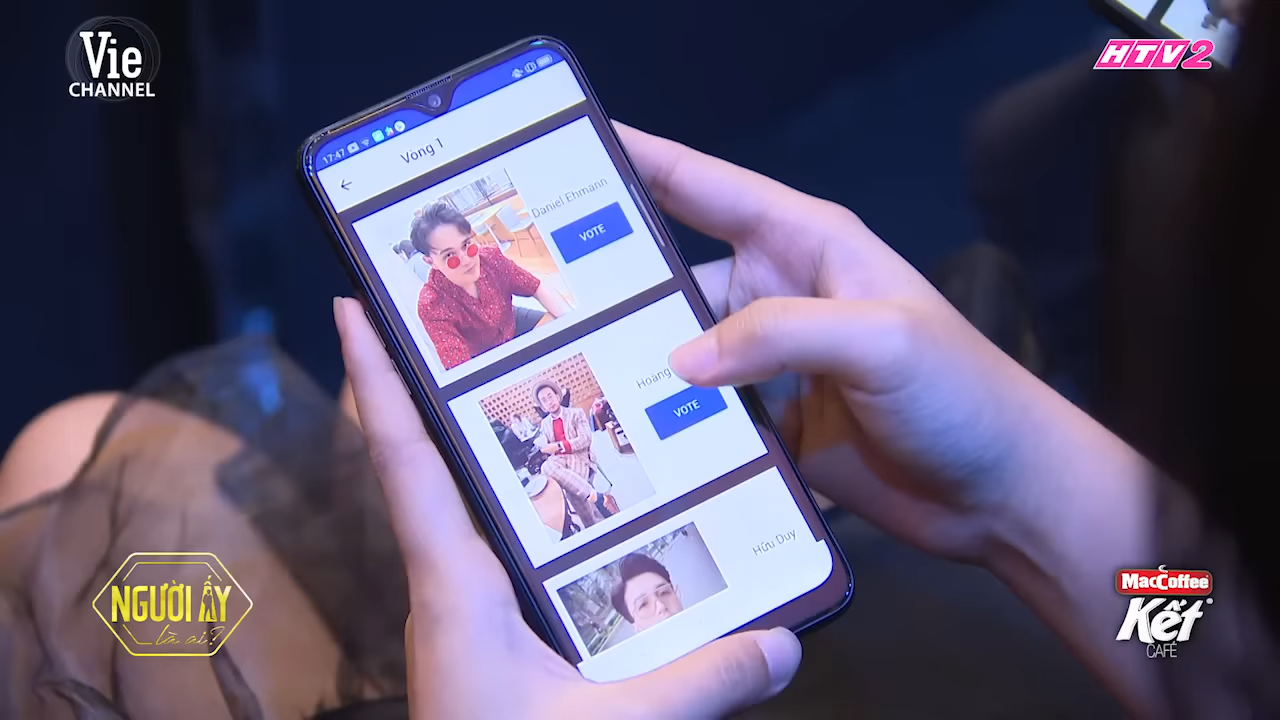 Vie
CHANNEL
HTV2
17:47
Vòng 1
Daniel Ehmann
VOTE
Hoàng
VOTE
Hữu Duy
NGƯỜI ẤY
là ai?
MacCoffee
Kết
CAFÉ